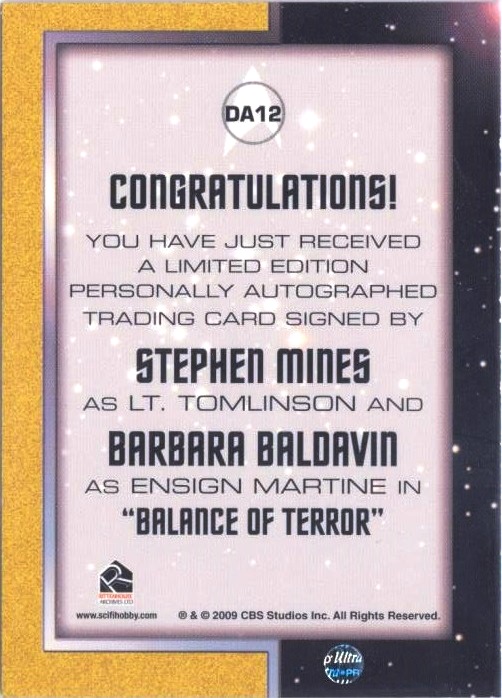 DA12
CONGRATULATIONS!
YOU HAVE JUST RECEIVED
A LIMITED EDITION
PERSONALLY AUTOGRAPHED
TRADING CARD SIGNED BY
STEPHEN MINES
AS LT. TOMLINSON AND
BARBARA BALDAVIN
AS ENSIGN MARTINE IN
“BALANCE OF TERROR”
RITTENHOUSE
ARCHIVES LTD
www.scifihobby.com ® & © 2009 CBS Studios Inc. All Rights Reserved.
Ultra